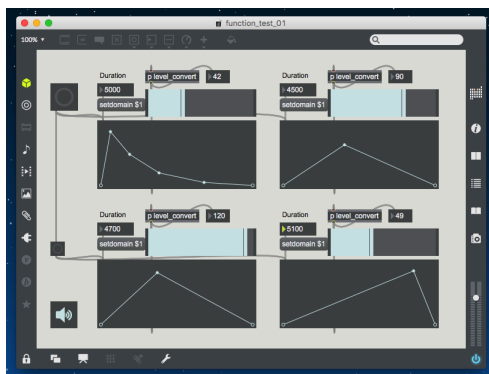 function_test_01
100%
Duration
p level_convert
42
5000
setdomain $1
Duration
p level_convert
90
4500
setdomain $1
Duration
p level_convert
120
4700
setdomain $1
Duration
p level_convert
49
5100
setdomain $1